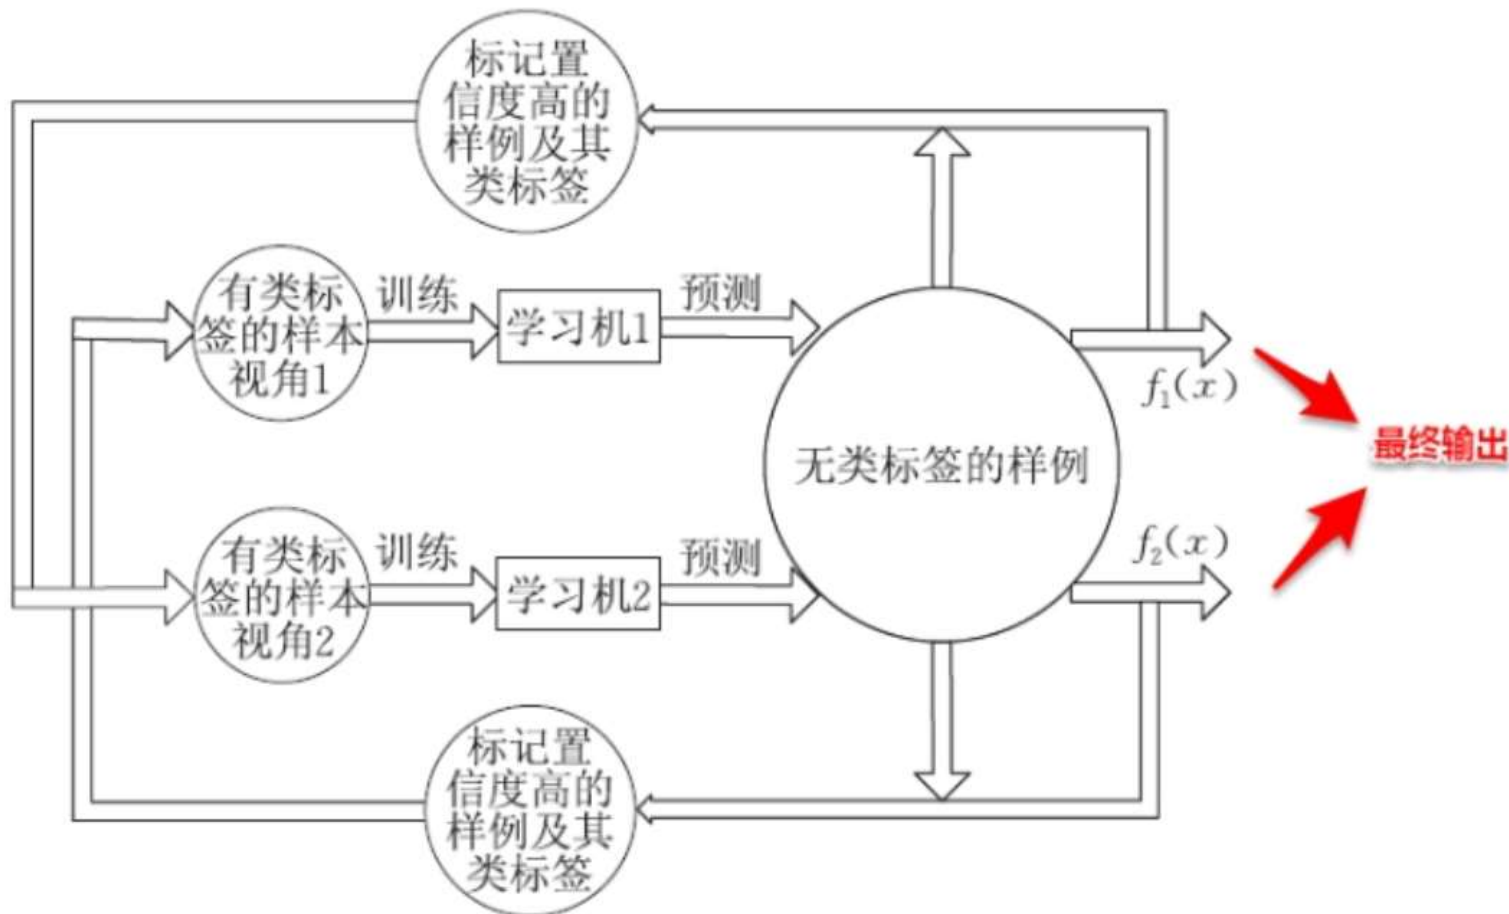 标记置
信度高的
样例及其
类标签
有类标
签的样本
视角1
训练
学习机1
预测
f₁(x)
无类标签的样例
最终输出
有类标
签的样本
视角2
训练
学习机2
预测
f₂(x)
标记置
信度高的
样例及其
类标签